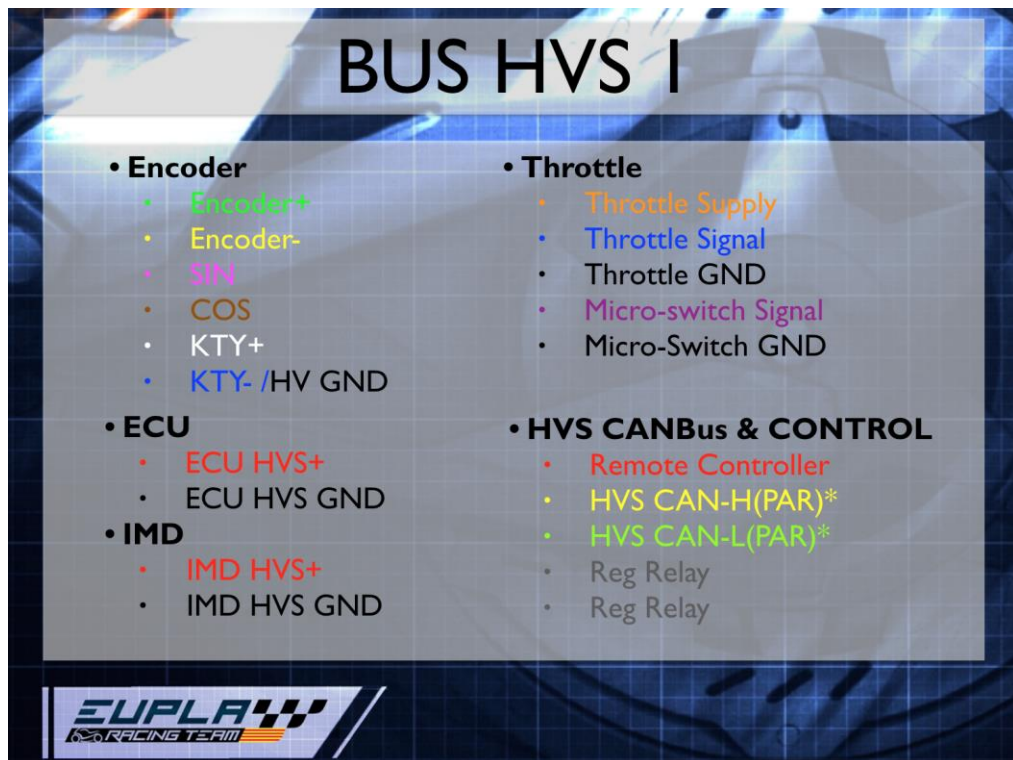 BUS HVS 1
• Encoder
• Encoder+
• Encoder-
• SIN
• COS
• KTY+
• KTY- /HV GND
• ECU
• ECU HVS+
• ECU HVS GND
• IMD
• IMD HVS+
• IMD HVS GND
• Throttle
• Throttle Supply
• Throttle Signal
• Throttle GND
• Micro-switch Signal
• Micro-Switch GND
• HVS CANBus & CONTROL
• Remote Controller
• HVS CAN-H(PAR)*
• HVS CAN-L(PAR)*
• Reg Relay
• Reg Relay
EUPLA
RACING TEAM